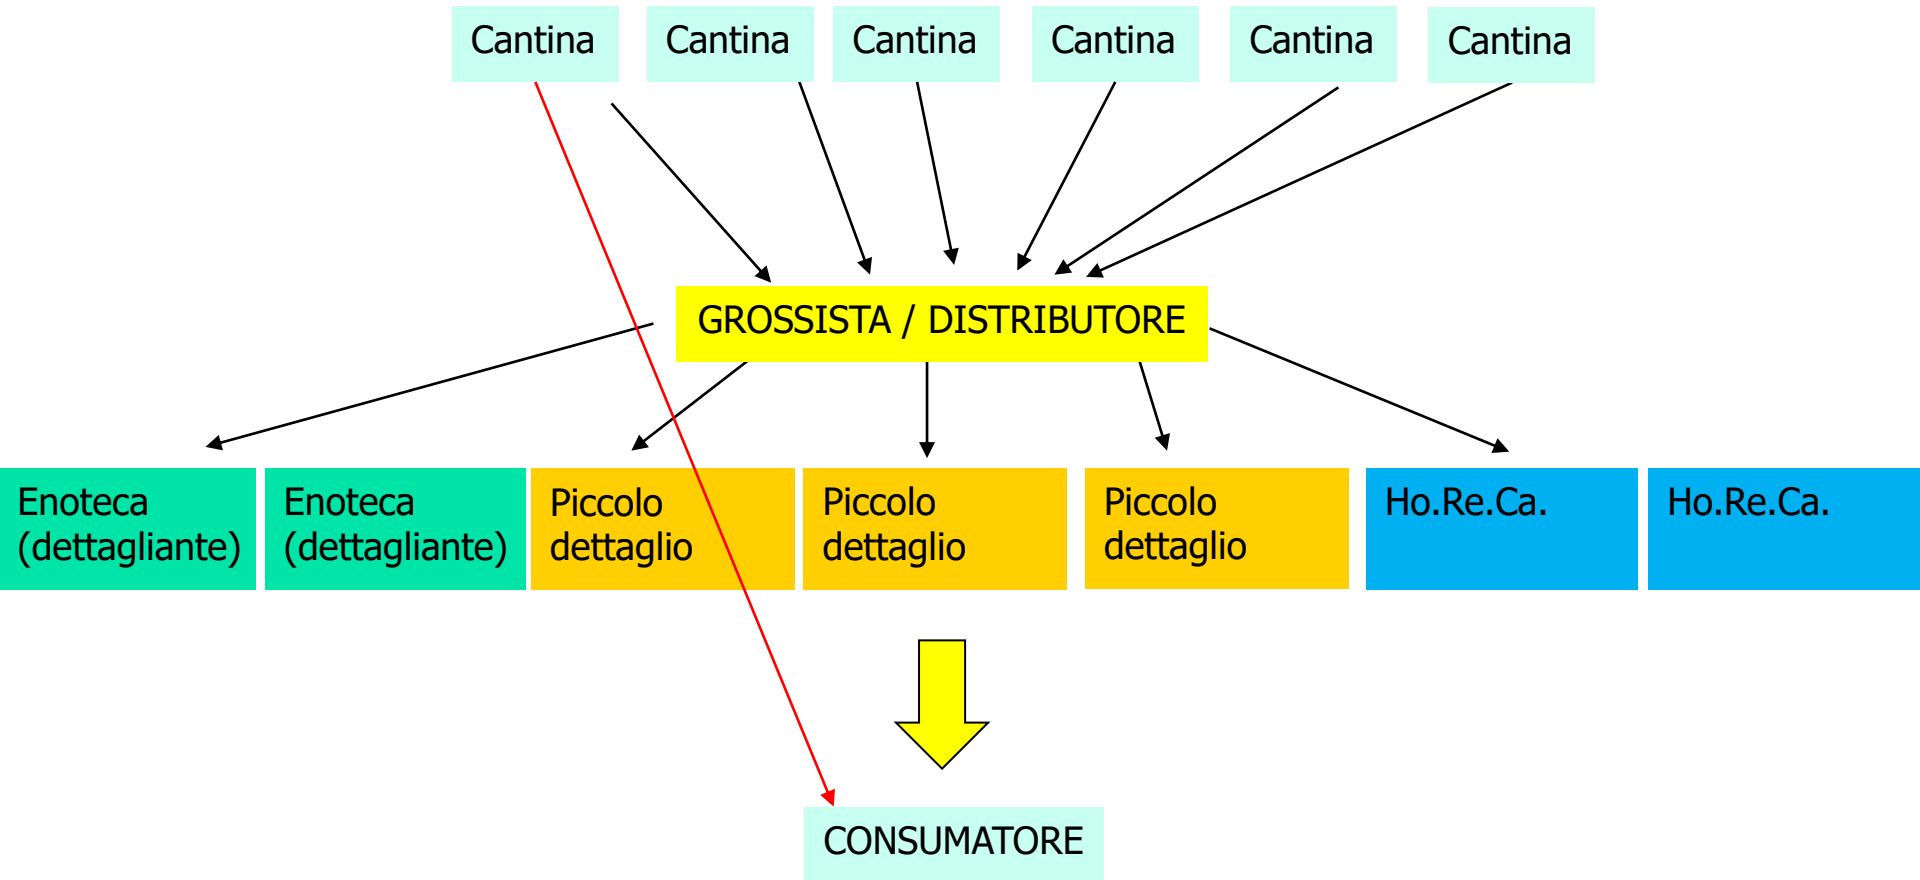 Cantina
Cantina
Cantina
Cantina
Cantina
Cantina
GROSSISTA / DISTRIBUTORE
Enoteca
(dettagliante)
Enoteca
(dettagliante)
Piccolo
dettaglio
Piccolo
dettaglio
Piccolo
dettaglio
Ho.Re.Ca.
Ho.Re.Ca.
CONSUMATORE